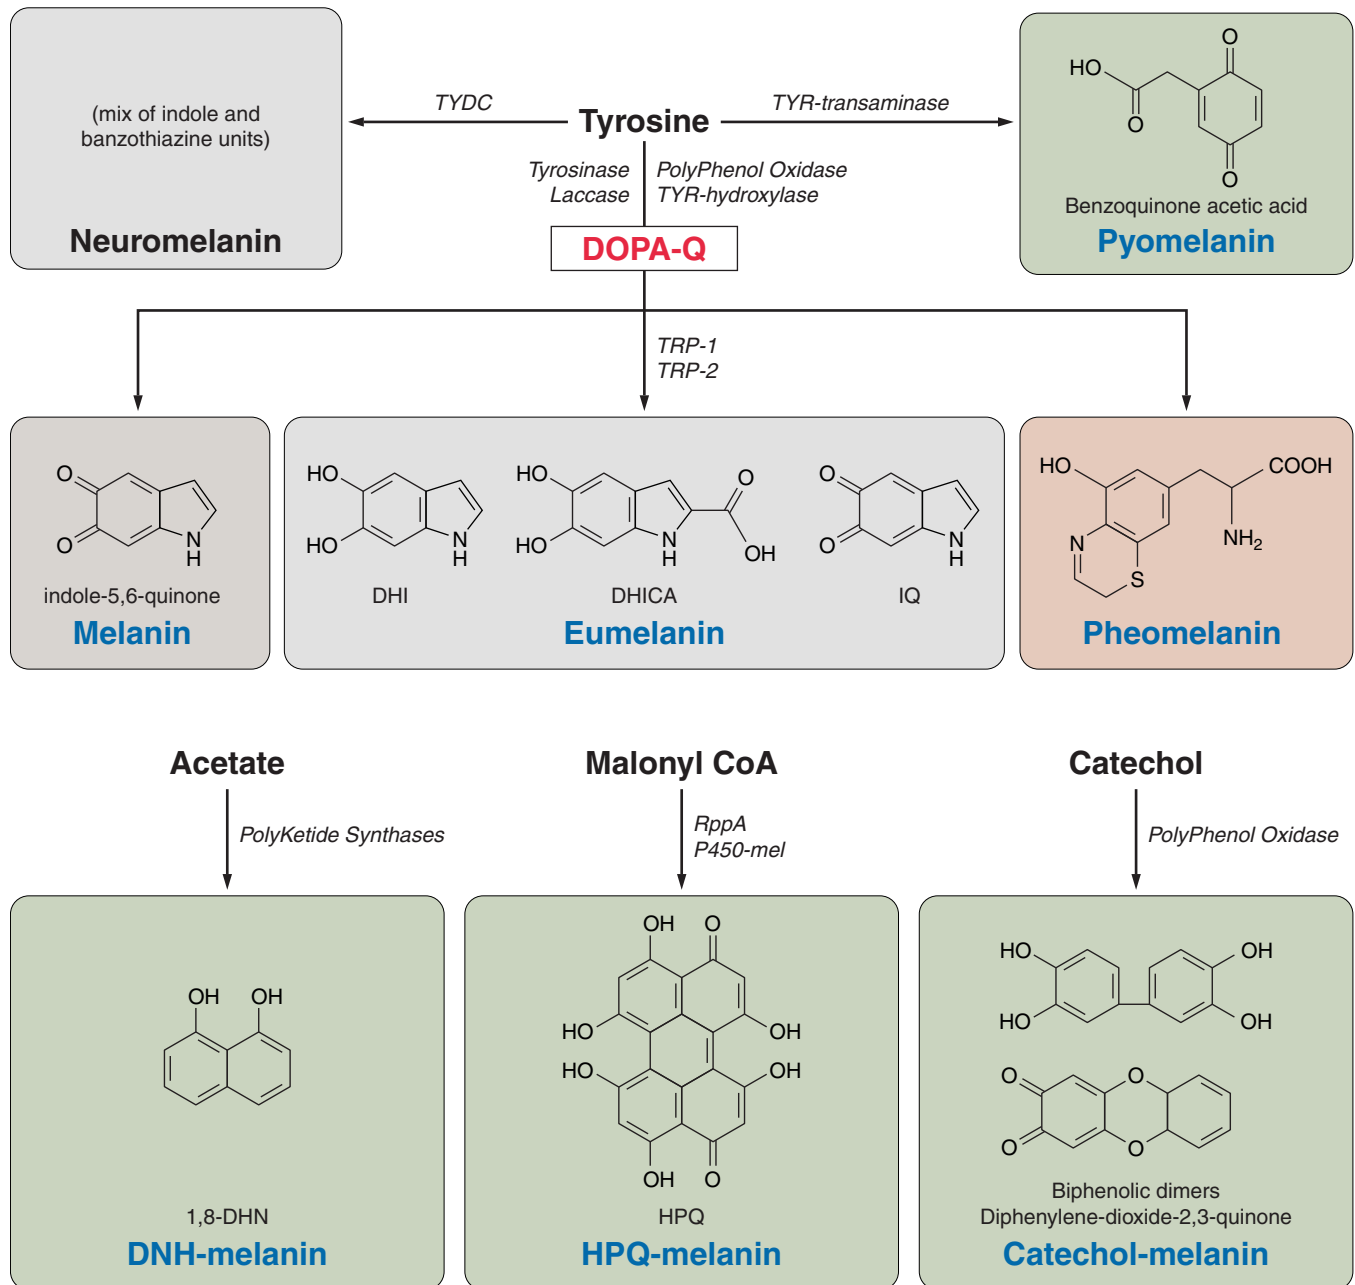 (mix of indole and
banzothiazine units)
Neuromelanin
TYDC
Tyrosine
TYR-transaminase
Tyrosinase
Laccase
PolyPhenol Oxidase
TYR-hydroxylase
DOPA-Q
HO
O
O
O
Benzoquinone acetic acid
Pyomelanin
TRP-1
TRP-2
O
O
N
H
indole-5,6-quinone
Melanin
HO
HO
N
H
DHI
HO
HO
N
H
O
OH
DHICA
O
O
N
H
IQ
Eumelanin
HO
COOH
NH2
N
S
Pheomelanin
Acetate
PolyKetide Synthases
OH OH
1,8-DHN
DNH-melanin
Malonyl CoA
RppA
P450-mel
OH O
HO OH
HO OH
OH O
HPQ
HPQ-melanin
Catechol
PolyPhenol Oxidase
HO OH
HO OH
O O
O O
Biphenolic dimers
Diphenylene-dioxide-2,3-quinone
Catechol-melanin